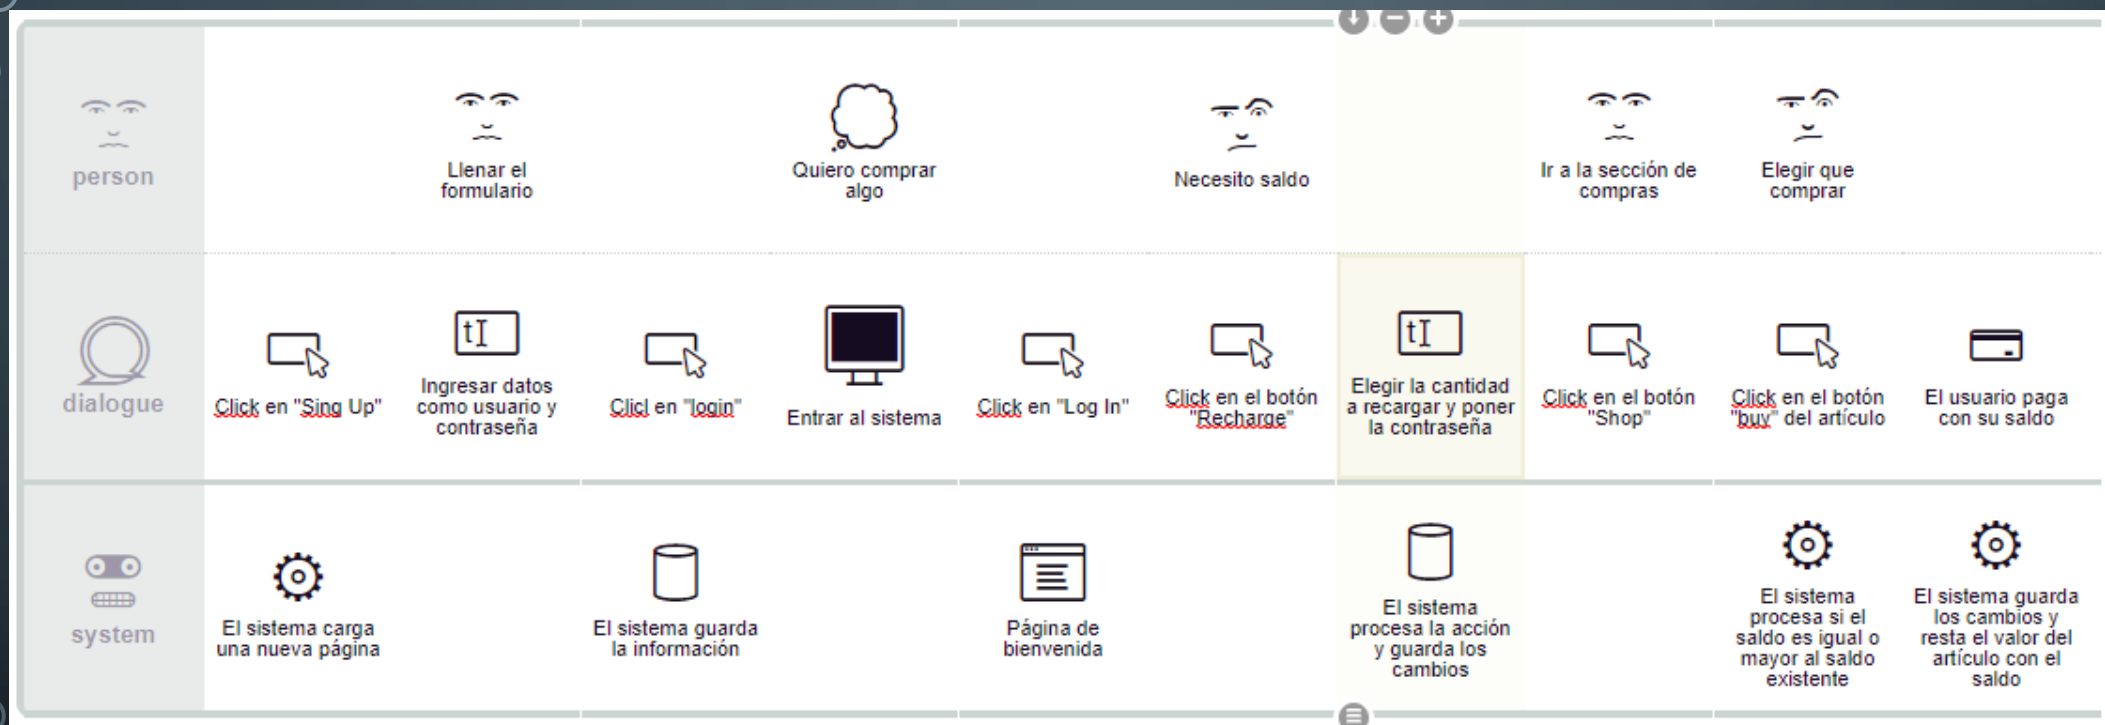 person
Llenar el
formulario
Quiero comprar
algo
Necesito saldo
Ir a la sección de
compras
Elegir que
comprar
dialogue
Click en "Sing Up"
tI
Ingresar datos
como usuario y
contraseña
Clicl en "login"
Entrar al sistema
Click en "Log In"
Click en el botón
"Recharge"
tI
Elegir la cantidad
a recargar y poner
la contraseña
Click en el botón
"Shop"
Click en el botón
"buy" del artículo
El usuario paga
con su saldo
system
El sistema carga
una nueva página
El sistema guarda
la información
Página de
bienvenida
El sistema
procesa la acción
y guarda los
cambios
El sistema
procesa si el
saldo es igual o
mayor al saldo
existente
El sistema guarda
los cambios y
resta el valor del
artículo con el
saldo